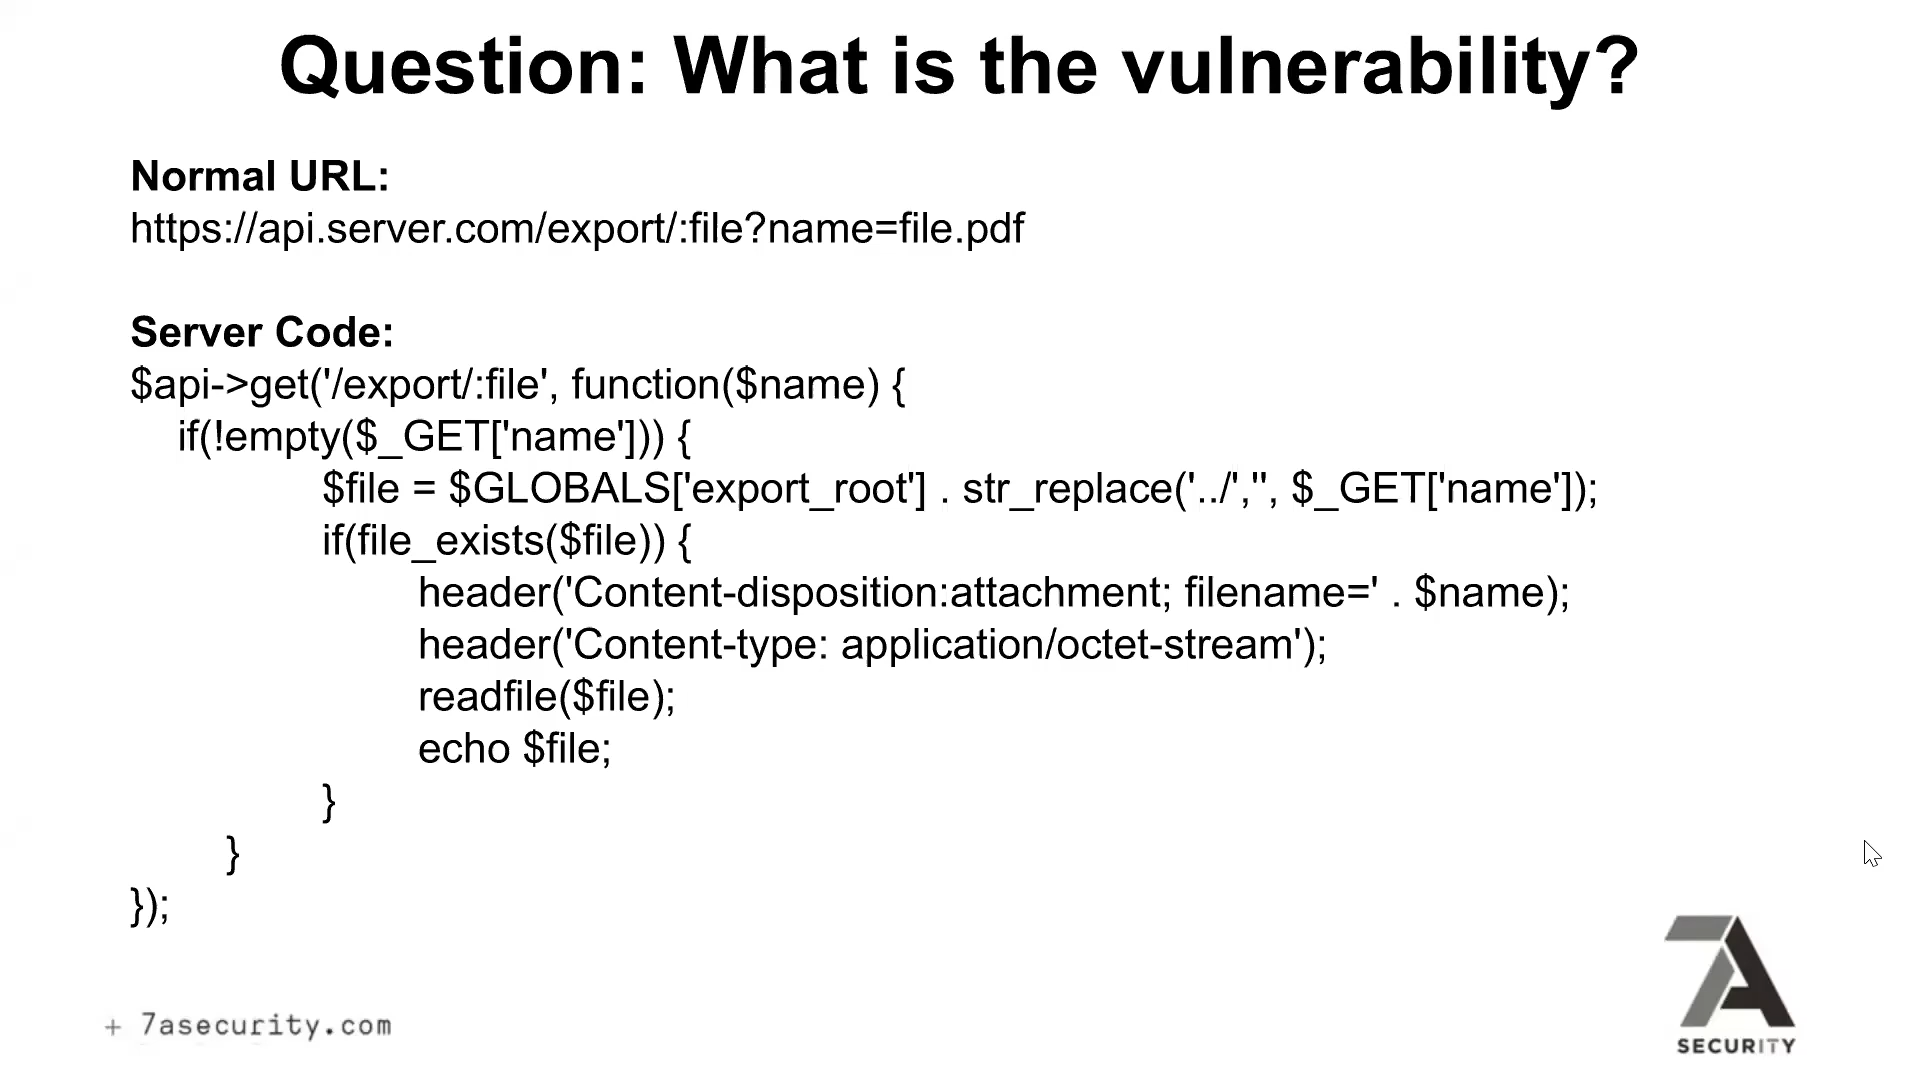 Question: What is the vulnerability?
Normal URL:
https://api.server.com/export/:file?name=file.pdf
Server Code:
$api->get('/export/:file', function($name) {
if(!empty($_GET['name'])) {
$file = $GLOBALS['export_root'] . str_replace('../','', $_GET['name']);
if(file_exists($file)) {
header('Content-disposition:attachment; filename=' . $name);
header('Content-type: application/octet-stream');
readfile($file);
echo $file;
}
}
});
+ 7asecurity.com
7A
SECURITY